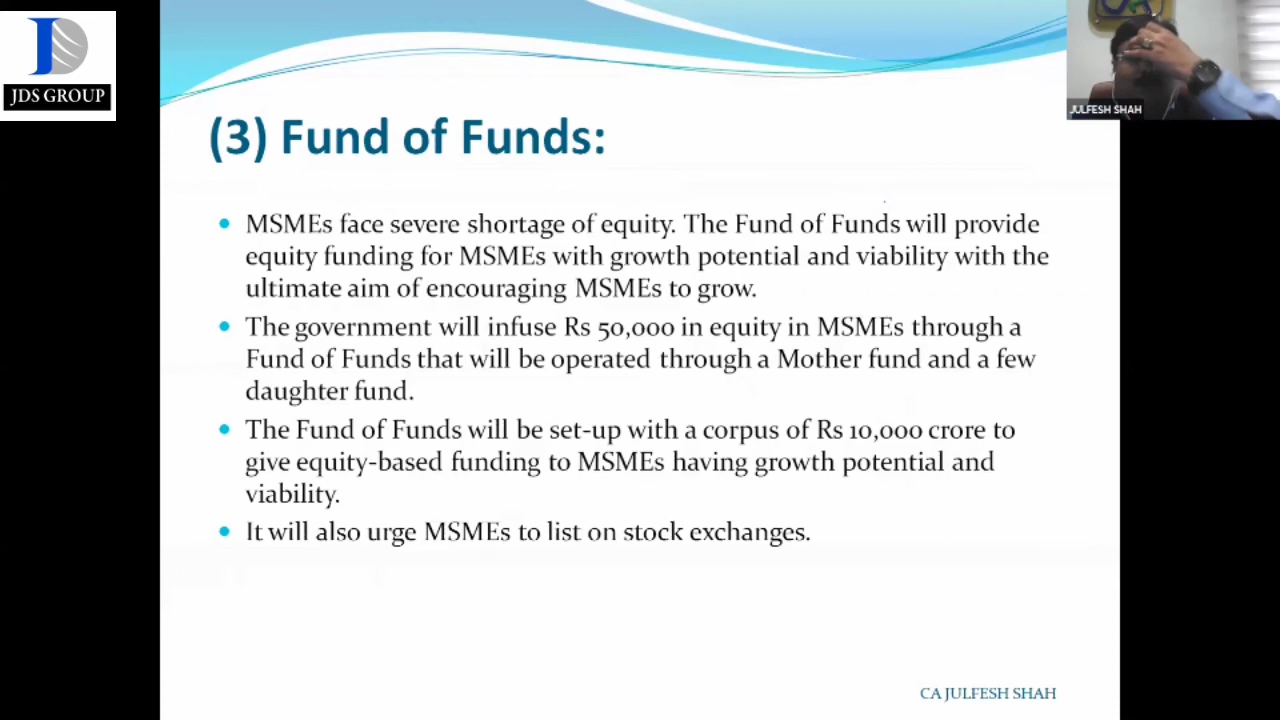 JDS GROUP
JULFESH SHAH
(3) Fund of Funds:
• MSMEs face severe shortage of equity. The Fund of Funds will provide
equity funding for MSMEs with growth potential and viability with the
ultimate aim of encouraging MSMEs to grow.
• The government will infuse Rs 50,000 in equity in MSMEs through a
Fund of Funds that will be operated through a Mother fund and a few
daughter fund.
• The Fund of Funds will be set-up with a corpus of Rs 10,000 crore to
give equity-based funding to MSMEs having growth potential and
viability.
• It will also urge MSMEs to list on stock exchanges.
CA JULFESH SHAH